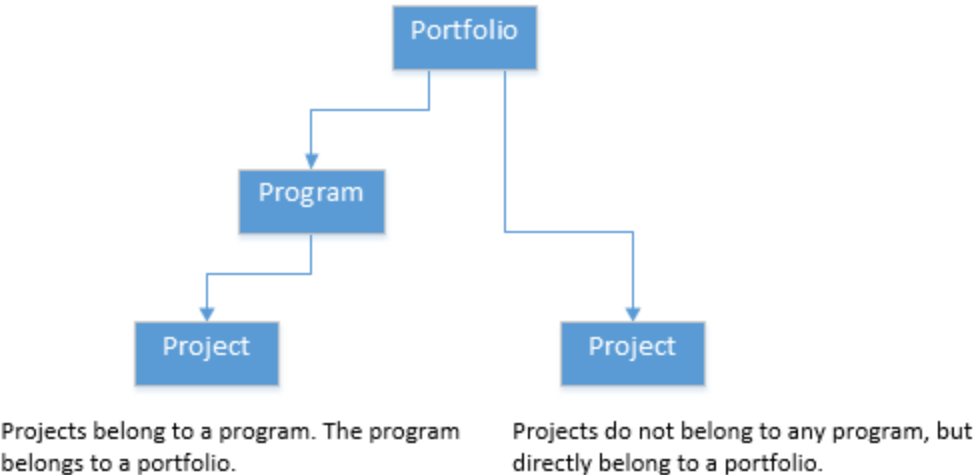 Portfolio
Program
Project
Project
Projects belong to a program. The program
belongs to a portfolio.
Projects do not belong to any program, but
directly belong to a portfolio.